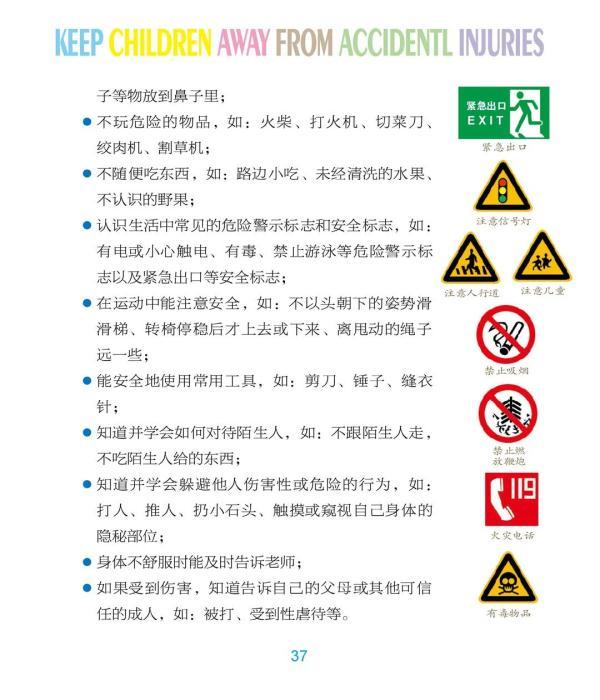 KEEP CHILDREN AWAY FROM ACCIDENTL INJURIES
子等物放到鼻子里；
● 不玩危险的物品，如：火柴、打火机、切菜刀、
绞肉机、割草机；
● 不随便吃东西，如：路边小吃、未经清洗的水果、
不认识的野果；
● 认识生活中常见的危险警示标志和安全标志，如：
有电或小心触电、有毒、禁止游泳等危险警示标
志以及紧急出口等安全标志；
● 在运动中能注意安全，如：不以头朝下的姿势滑
滑梯、转椅停稳后才上去或下来、离甩动的绳子
远一些；
● 能安全地使用常用工具，如：剪刀、锤子、缝衣
针；
● 知道并学会如何对待陌生人，如：不跟陌生人走，
不吃陌生人给的东西；
● 知道并学会躲避他人伤害性或危险的行为，如：
打人、推人、扔小石头、触摸或窥视自己身体的
隐秘部位；
● 身体不舒服时能及时告诉老师；
● 如果受到伤害，知道告诉自己的父母或其他可信
任的成人，如：被打、受到性虐待等。
紧急出口
EXIT
紧急出口
注意信号灯
注意人行道
注意儿童
禁止吸烟
禁止燃
放鞭炮
119
火灾电话
有毒物品
37